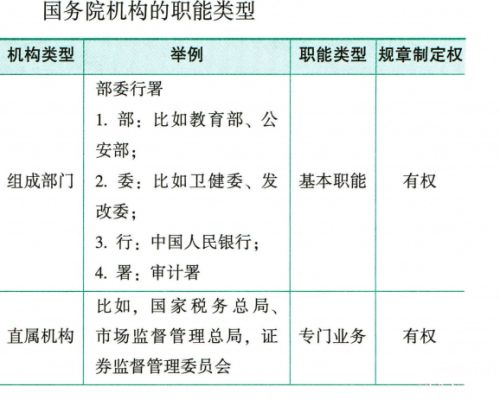 国务院机构的职能类型
机构类型 举例 职能类型 规章制定权
部委行署
1. 部：比如教育部、公
安部；
2. 委：比如卫健委、发
组成部门 基本职能 有权
改委；
3. 行：中国人民银行；
4. 署：审计署
比如，国家税务总局、
直属机构 市场监督管理总局，证 专门业务 有权
券监督管理委员会